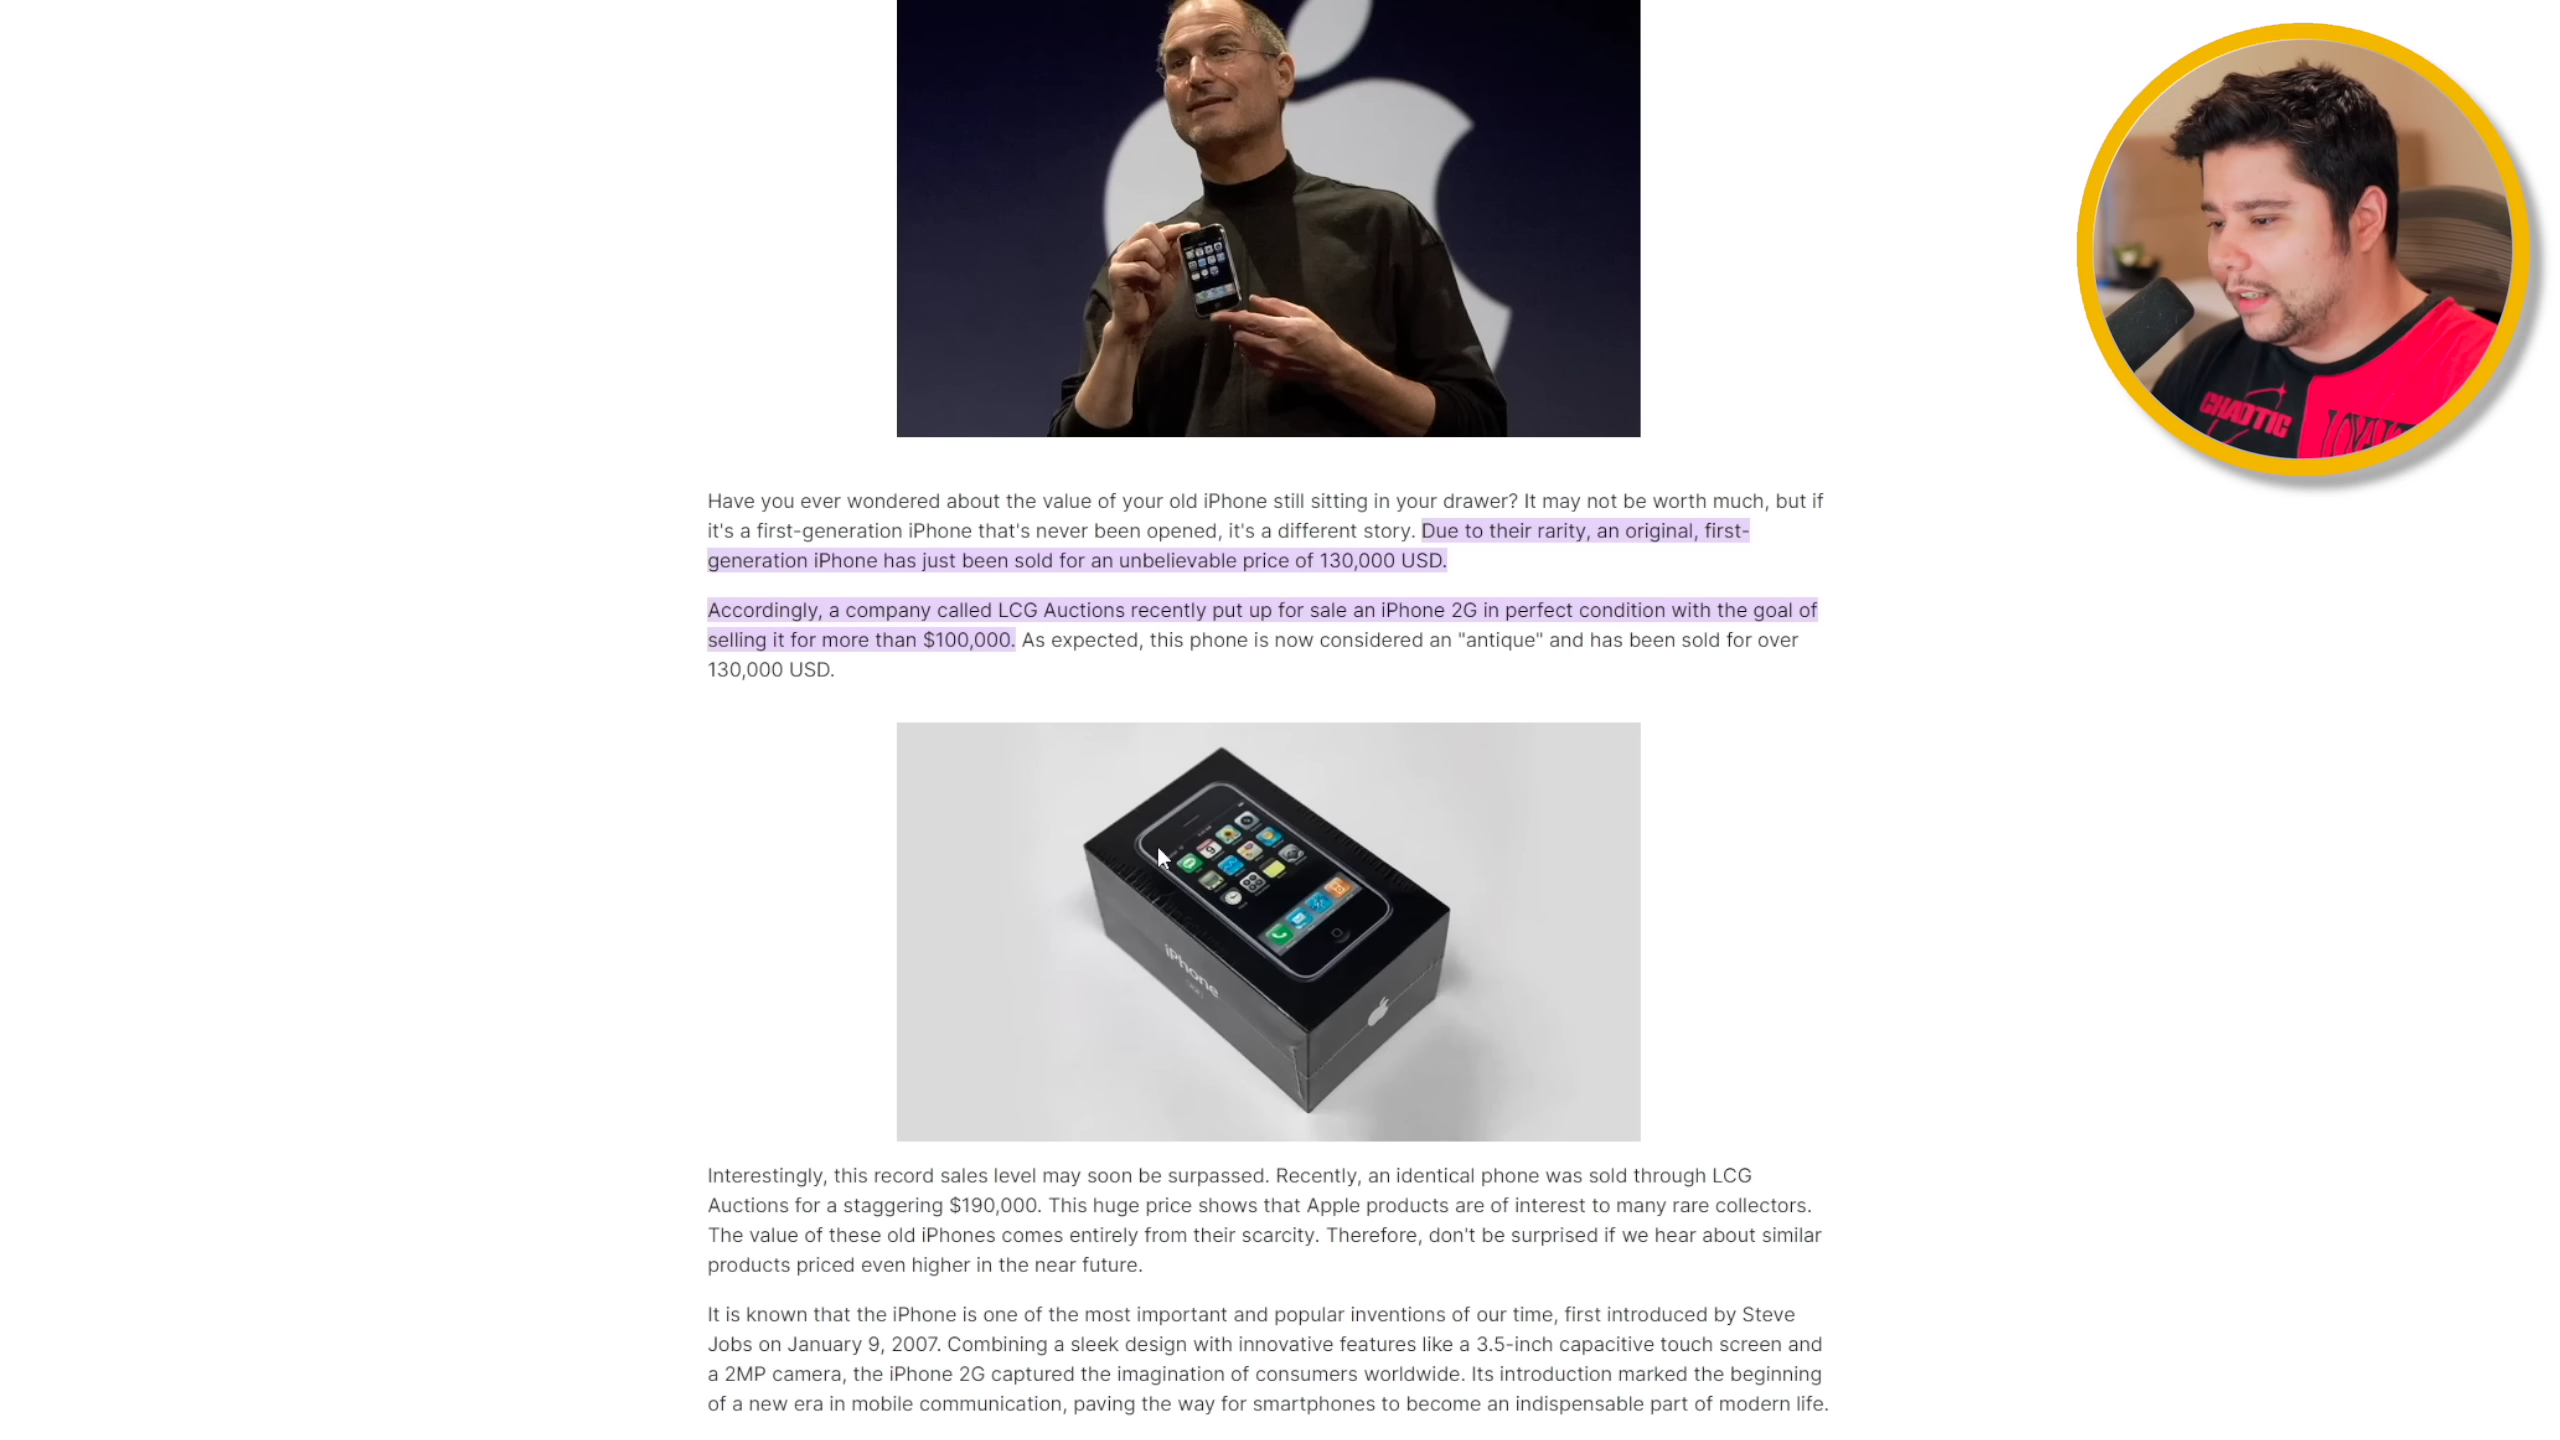 CHAOTIC
Have you ever wondered about the value of your old iPhone still sitting in your drawer? It may not be worth much, but if
it's a first-generation iPhone that's never been opened, it's a different story. Due to their rarity, an original, first-
generation iPhone has just been sold for an unbelievable price of 130,000 USD.
Accordingly, a company called LCG Auctions recently put up for sale an iPhone 2G in perfect condition with the goal of
selling it for more than $100,000. As expected, this phone is now considered an "antique" and has been sold for over
130,000 USD.
iPhone
Interestingly, this record sales level may soon be surpassed. Recently, an identical phone was sold through LCG
Auctions for a staggering $190,000. This huge price shows that Apple products are of interest to many rare collectors.
The value of these old iPhones comes entirely from their scarcity. Therefore, don't be surprised if we hear about similar
products priced even higher in the near future.
It is known that the iPhone is one of the most important and popular inventions of our time, first introduced by Steve
Jobs on January 9, 2007. Combining a sleek design with innovative features like a 3.5-inch capacitive touch screen and
a 2MP camera, the iPhone 2G captured the imagination of consumers worldwide. Its introduction marked the beginning
of a new era in mobile communication, paving the way for smartphones to become an indispensable part of modern life.